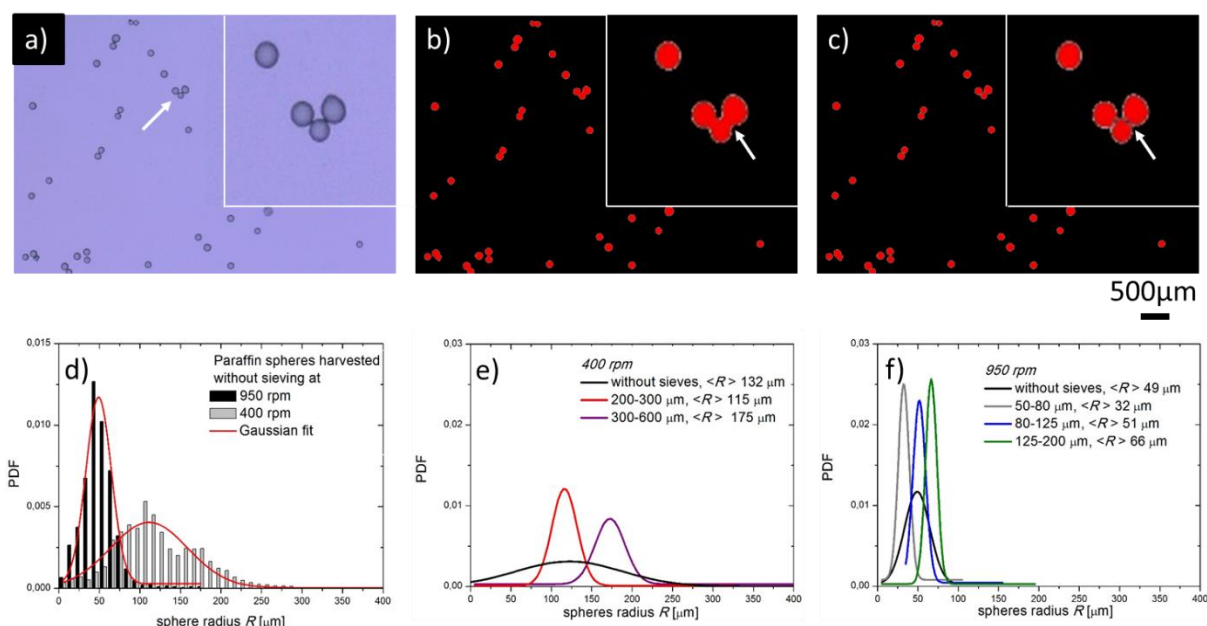 a)
b)
c)
500μm
d)
Paraffin spheres harvested
without sieving at
950 rpm
400 rpm
Gaussian fit
0,015
0,010
0,005
0,000
PDF
0 50 100 150 200 250 300 350 400
sphere radius R [μm]
e)
400 rpm
without sieves, <R> 132 μm
200-300 μm, <R> 115 μm
300-600 μm, <R> 175 μm
0,03
0,02
0,01
0,00
PDF
0 50 100 150 200 250 300 350 400
spheres radius R [μm]
f)
950 rpm
without sieves, <R> 49 μm
50-80 μm, <R> 32 μm
80-125 μm, <R> 51 μm
125-200 μm, <R> 66 μm
0,03
0,02
0,01
0,00
PDF
0 50 100 150 200 250 300 350 400
spheres radius R [μm]